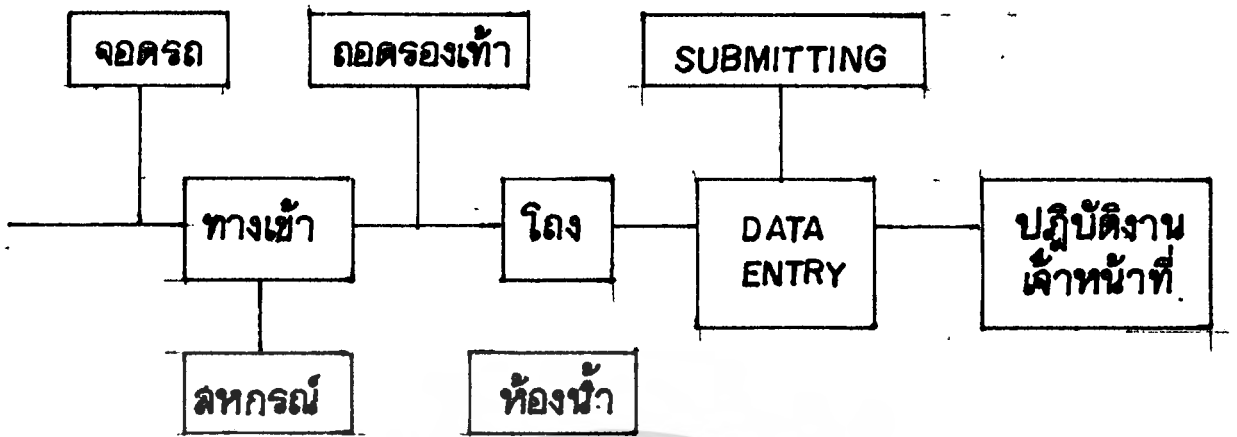 จอดรถ
ถอดรองเท้า
SUBMITTING
ทางเข้า
โถง
DATA
ENTRY
ปฎิบัติงาน
เจ้าหน้าที่
สหกรณ์
ห้องน้ำ